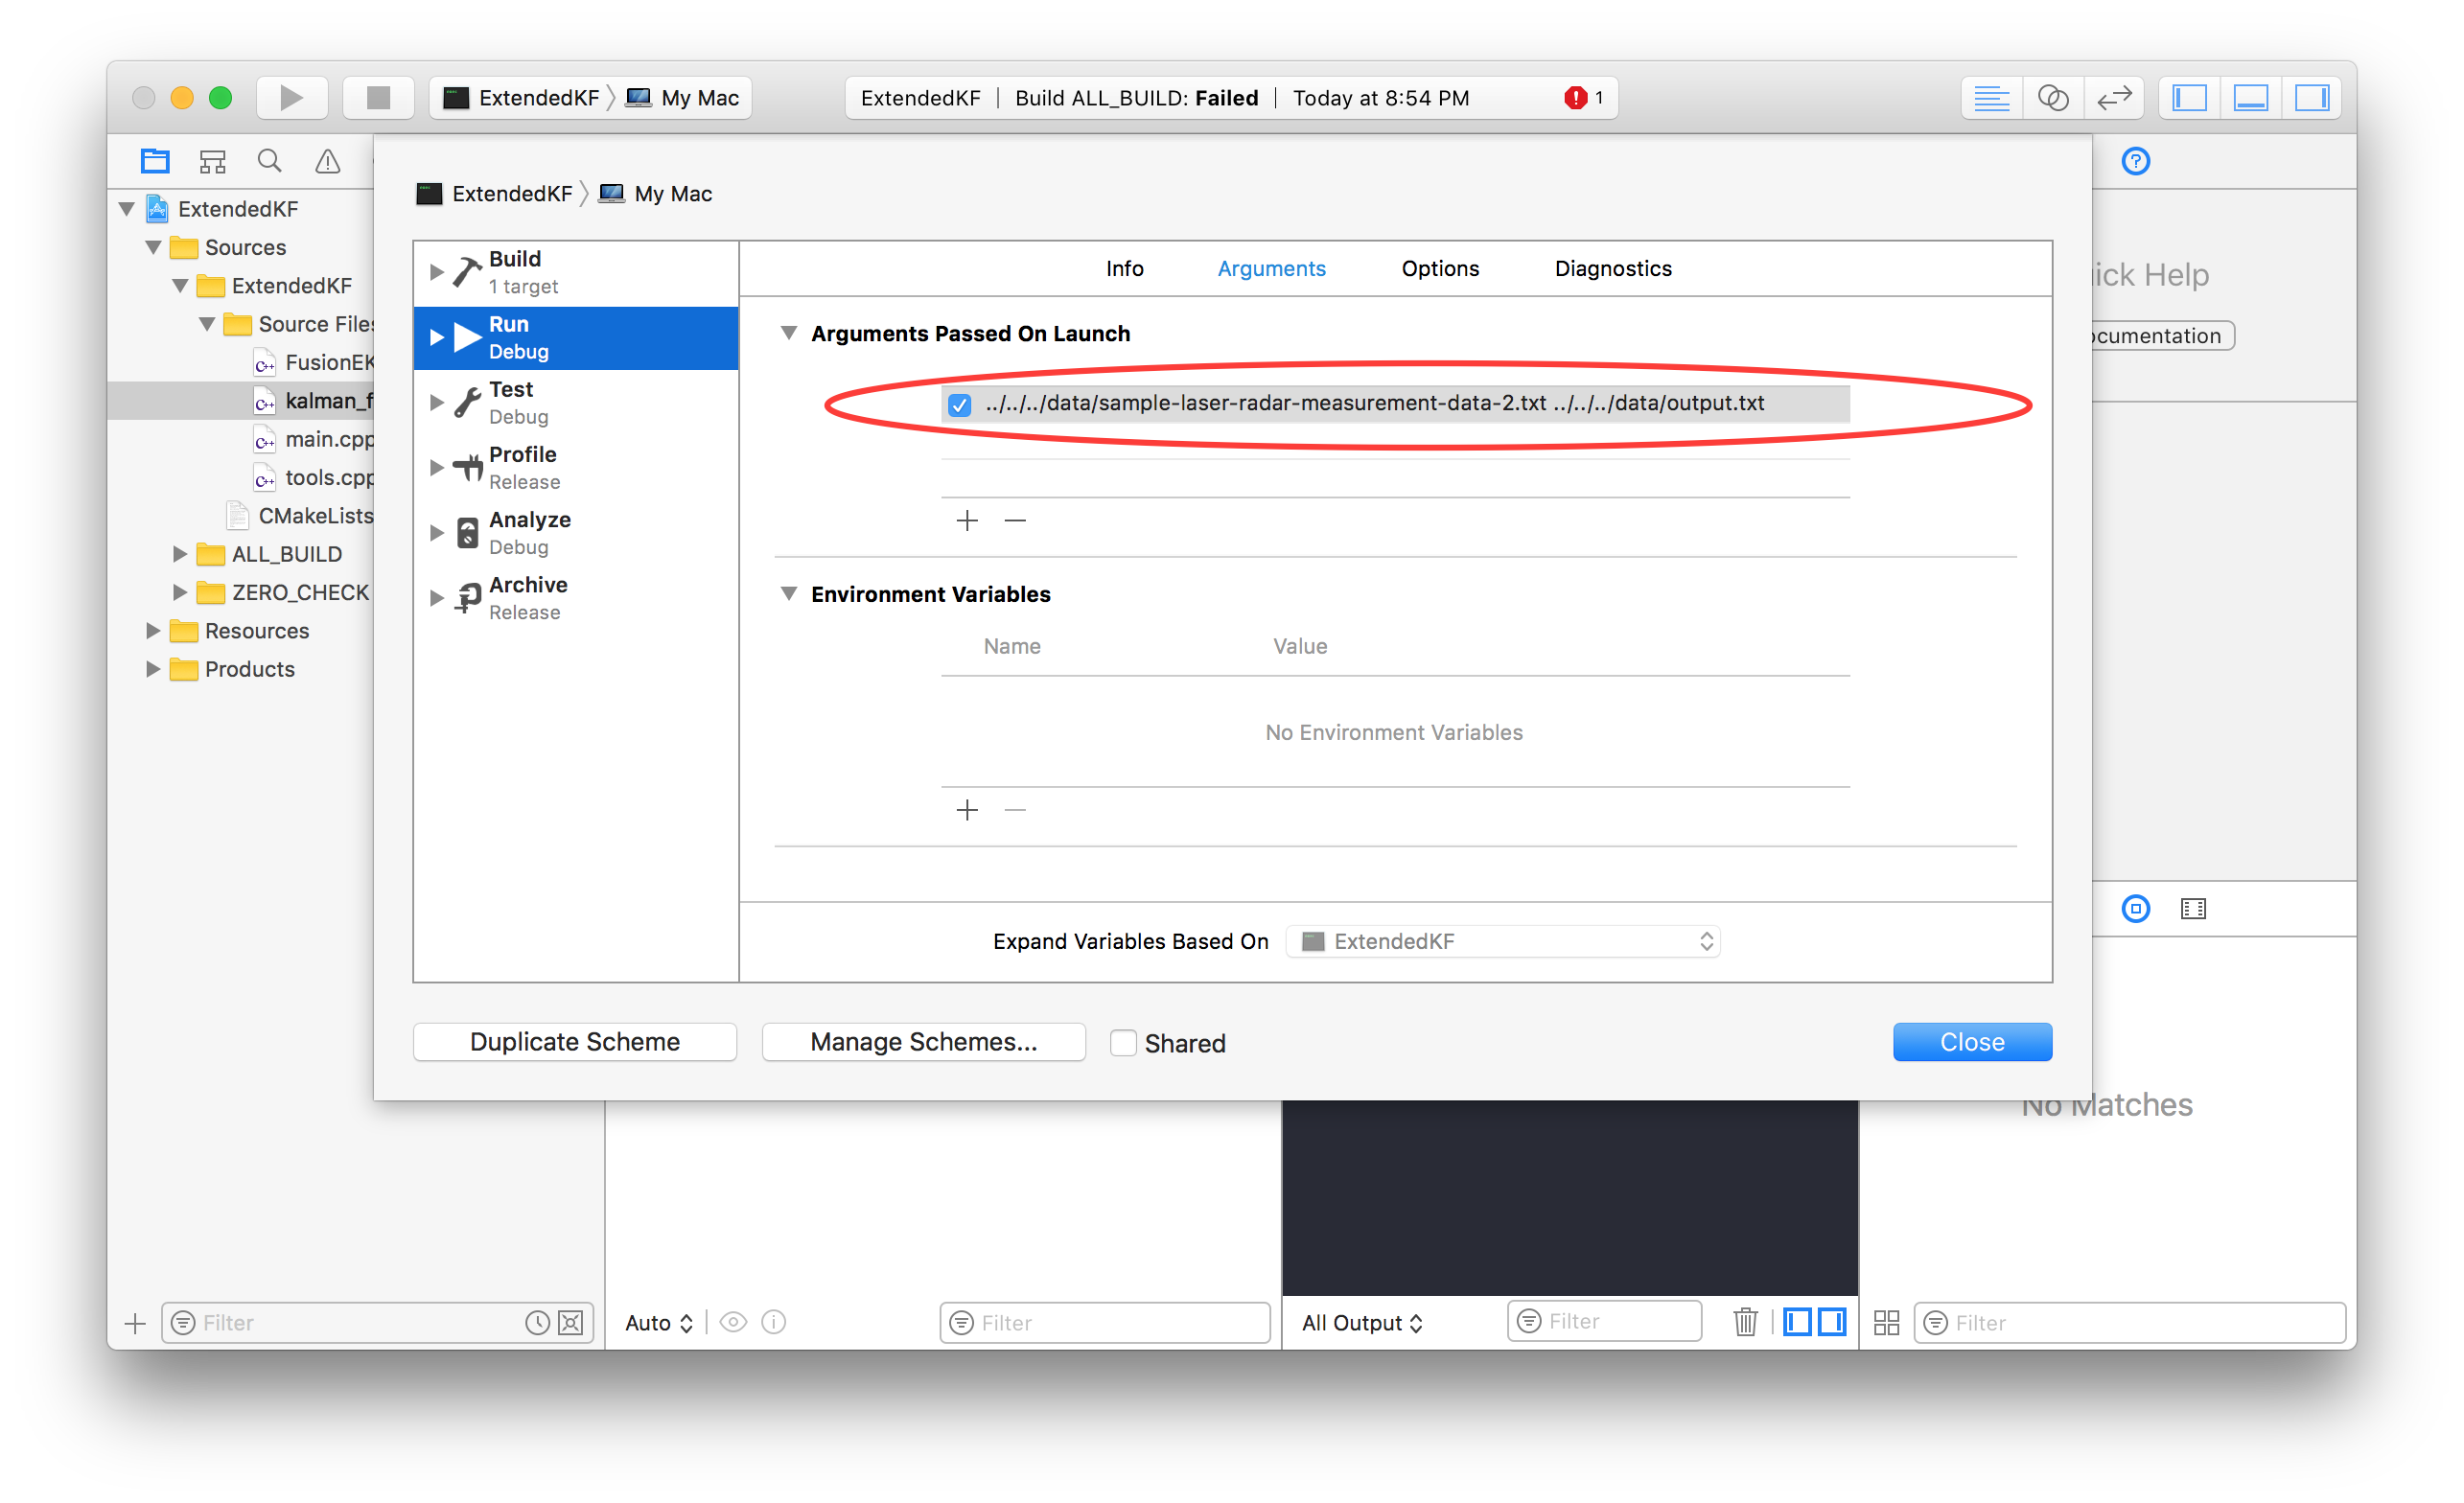 ExtendedKF My Mac
ExtendedKF | Build ALL_BUILD: Failed | Today at 8:54 PM
1
ExtendedKF
Sources
ExtendedKF
Source Files
FusionEK
kalman_f
main.cpp
tools.cpp
CMakeLists
ALL_BUILD
ZERO_CHECK
Resources
Products
ExtendedKF My Mac
Build
1 target
Run
Debug
Test
Debug
Profile
Release
Analyze
Debug
Archive
Release
Info Arguments Options Diagnostics
Arguments Passed On Launch
../../../data/sample-laser-radar-measurement-data-2.txt ../../../data/output.txt
Environment Variables
Name Value
No Environment Variables
Expand Variables Based On ExtendedKF
Duplicate Scheme
Manage Schemes...
Shared
Close
ick Help
ocumentation
No Matches
Filter
Auto
Filter
All Output
Filter
Filter